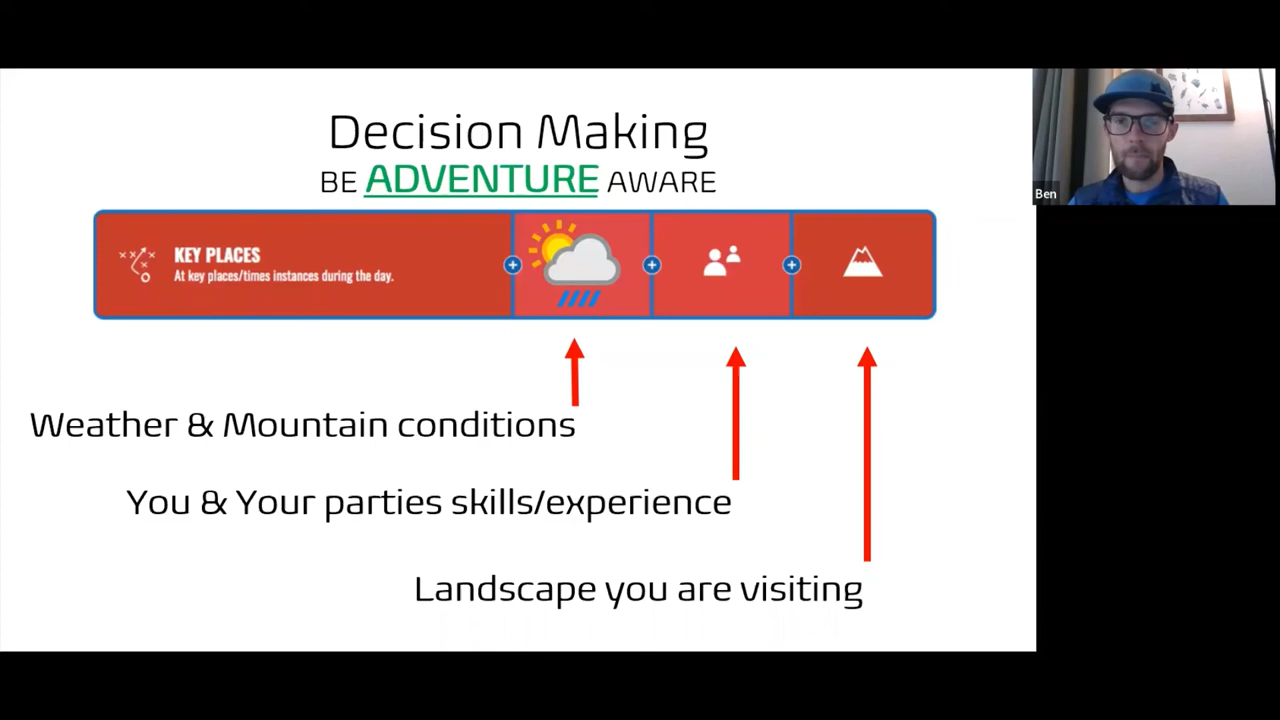 Decision Making
BE ADVENTURE AWARE
KEY PLACES
At key places/times instances during the day.
Weather & Mountain conditions
You & Your parties skills/experience
Landscape you are visiting
Ben